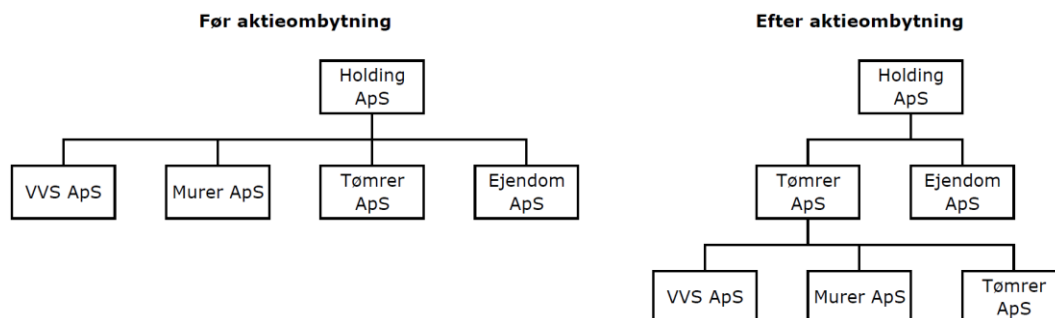 Før aktieombytning
Holding
ApS
VVS ApS
Murer ApS
Tømrer
ApS
Ejendom
ApS
Efter aktieombytning
Holding
ApS
Tømrer
ApS
Ejendom
ApS
VVS ApS
Murer ApS
Tømrer
ApS